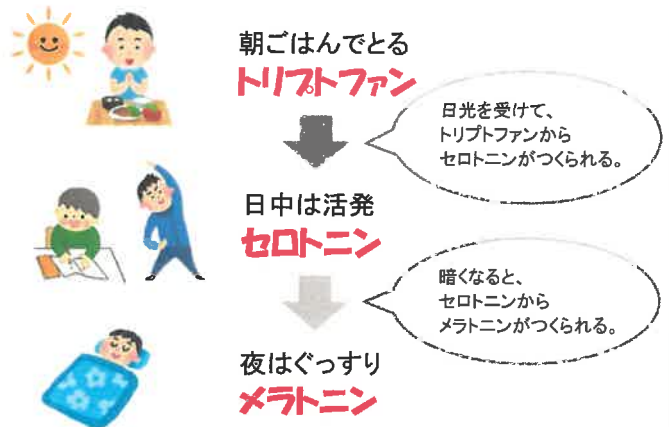 朝ごはんでとる
トリプトファン
日光を受けて、
トリプトファンから
セロトニンがつくられる。
日中は活発
セロトニン
暗くなると、
セロトニンから
メラトニンがつくられる。
夜はぐっすり
メラトニン